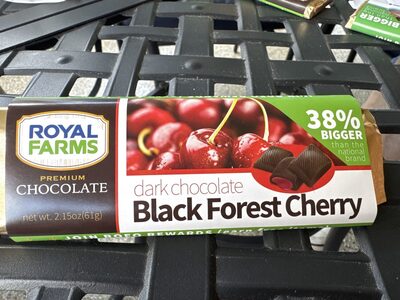 BIGGER
ROYAL
FARMS
PREMIUM
CHOCOLATE
net wt. 2.15oz(61g)
dark chocolate
Black Forest Cherry
38%
BIGGER
than the
national
brand